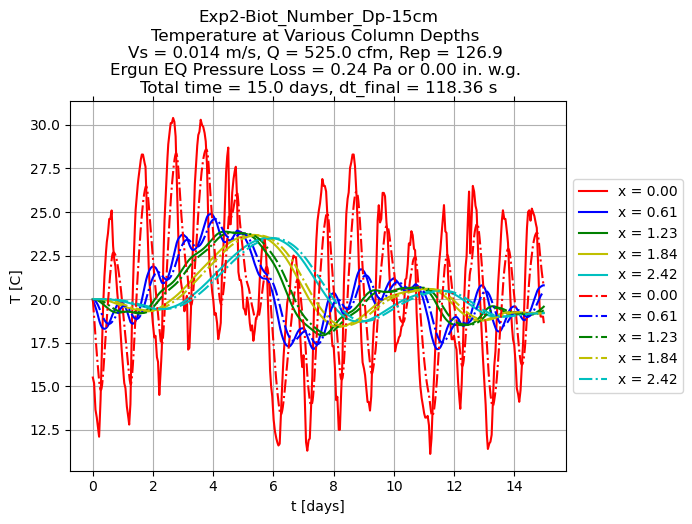 Exp2-Biot_Number_Dp-15cm
Temperature at Various Column Depths
Vs = 0.014 m/s, Q = 525.0 cfm, Rep = 126.9
Ergun EQ Pressure Loss = 0.24 Pa or 0.00 in. w.g.
Total time = 15.0 days, dt_final = 118.36 s
30.0
27.5
25.0
22.5
20.0
17.5
15.0
12.5
T [C]
0 2 4 6 8 10 12 14
t [days]
x = 0.00
x = 0.61
x = 1.23
x = 1.84
x = 2.42
x = 0.00
x = 0.61
x = 1.23
x = 1.84
x = 2.42